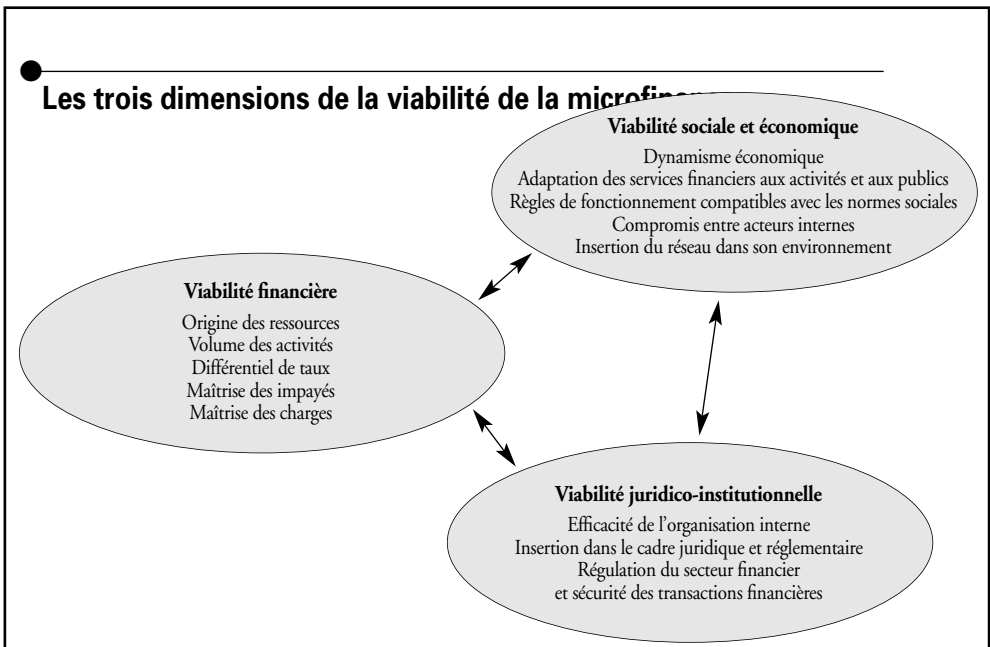 Les trois dimensions de la viabilité de la
Viabilité sociale et économique
Dynamisme économique
Adaptation des services financiers aux activités et aux publics
Règles de fonctionnement compatibles avec les normes sociales
Compromis entre acteurs internes
Insertion du réseau dans son environnement
Viabilité financière
Origine des ressources
Volume des activités
Différentiel de taux
Maîtrise des impayés
Maîtrise des charges
Viabilité juridico-institutionnelle
Efficacité de l'organisation interne
Insertion dans le cadre juridique et réglementaire
Régulation du secteur financier
et sécurité des transactions financières